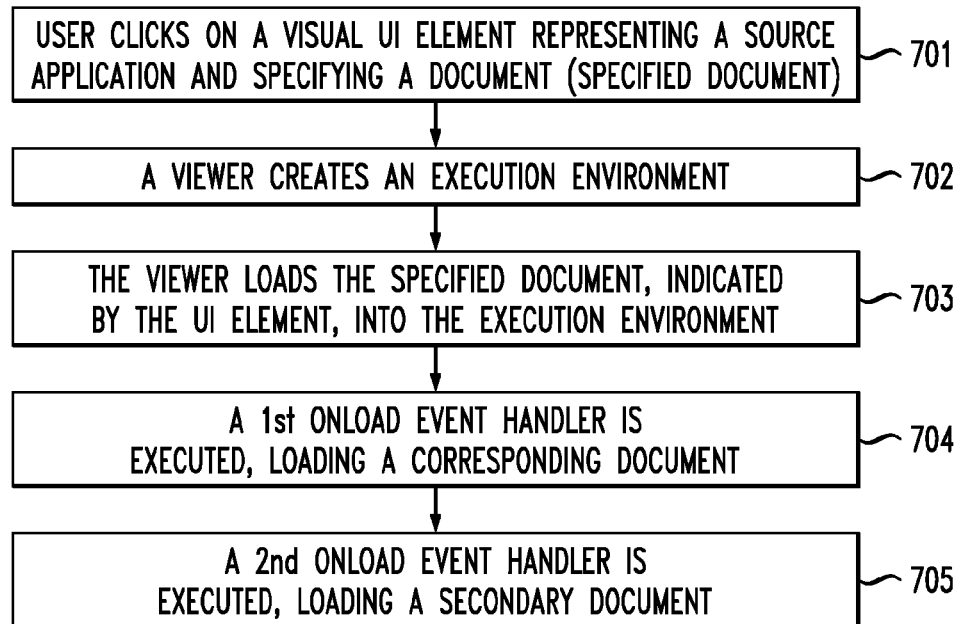 USER CLICKS ON A VISUAL UI ELEMENT REPRESENTING A SOURCE
APPLICATION AND SPECIFYING A DOCUMENT (SPECIFIED DOCUMENT)
701
A VIEWER CREATES AN EXECUTION ENVIRONMENT
702
THE VIEWER LOADS THE SPECIFIED DOCUMENT, INDICATED
BY THE UI ELEMENT, INTO THE EXECUTION ENVIRONMENT
703
A 1st ONLOAD EVENT HANDLER IS
EXECUTED, LOADING A CORRESPONDING DOCUMENT
704
A 2nd ONLOAD EVENT HANDLER IS
EXECUTED, LOADING A SECONDARY DOCUMENT
705